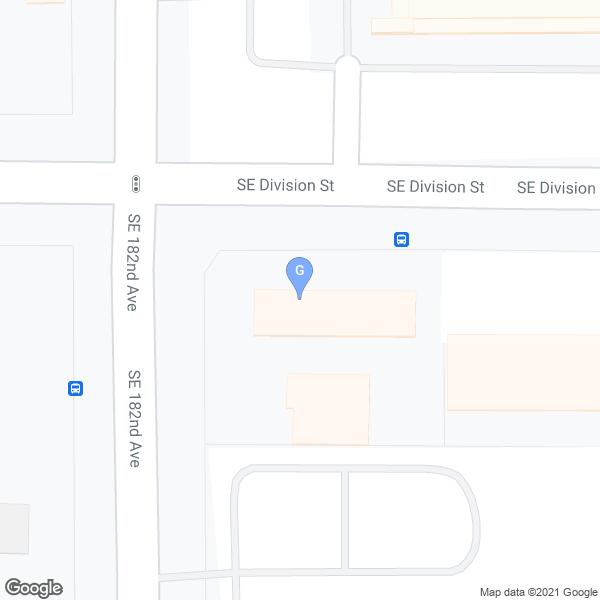 SE Division St
SE Division St
SE Division
SE 182nd Ave
G
SE 182nd Ave
Google
Map data ©2021 Google
Google